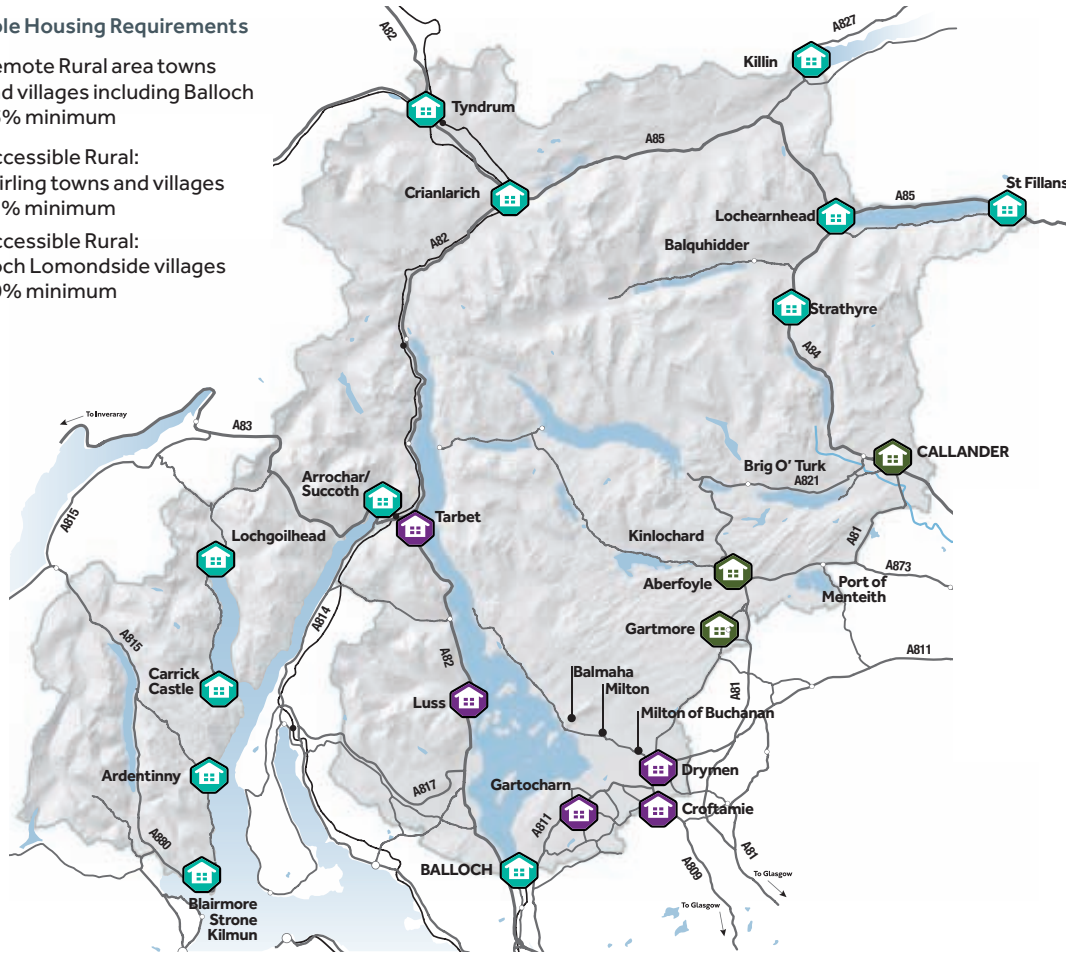 ple Housing Requirements
emote Rural area towns
d villages including Balloch
% minimum
ccessible Rural:
irling towns and villages
% minimum
ccessible Rural:
och Lomondside villages
0% minimum
A82
A827
Killin
Tyndrum
A85
Crianlarich
St Fillans
A85
Lochearnhead
A82
Balquhidder
Strathyre
A84
To Inveraray
A83
CALLANDER
Brig O' Turk
A821
Arrochar/
Succoth
Tarbet
A815
Lochgoilhead
Kinlochard
A81
Aberfoyle
A873
Port of
Menteith
A814
Gartmore
A815
A82
A811
Carrick
Castle
Balmaha
Milton
A81
Luss
Milton of Buchanan
Ardentinny
Drymen
Gartocharn
A817
Croftamie
A811
A880
A81
BALLOCH
A809
To Glasgow
Blairmore
Strone
Kilmun
To Glasgow